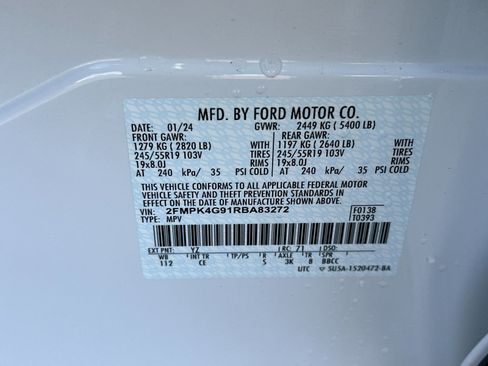 MFD. BY FORD MOTOR CO.
DATE: 01/24 GVWR: 2449 KG ( 5400 LB)
FRONT GAWR: REAR GAWR:
1279 KG ( 2820 LB) WITH 1197 KG ( 2640 LB) WITH
245/55R19 103V TIRES 245/55R19 103V TIRES
19x8.0J RIMS 19x8.0J RIMS
AT 240 kPa/ 35 PSI COLD AT 240 kPa/ 35 PSI COLD
THIS VEHICLE CONFORMS TO ALL APPLICABLE FEDERAL MOTOR
VEHICLE SAFETY AND THEFT PREVENTION STANDARDS IN
EFFECT ON THE DATE OF MANUFACTURE SHOWN ABOVE.
VIN: 2FMPK4G91RBA83272 F0138
TYPE: MPV T0393
EXT PNT: YZ RC: 71 DSO:
WB INT TR TP/PS R AXLE TR SPR
112 CE S 3K 8 BBCC
UTC 5U5A-1520472-BA